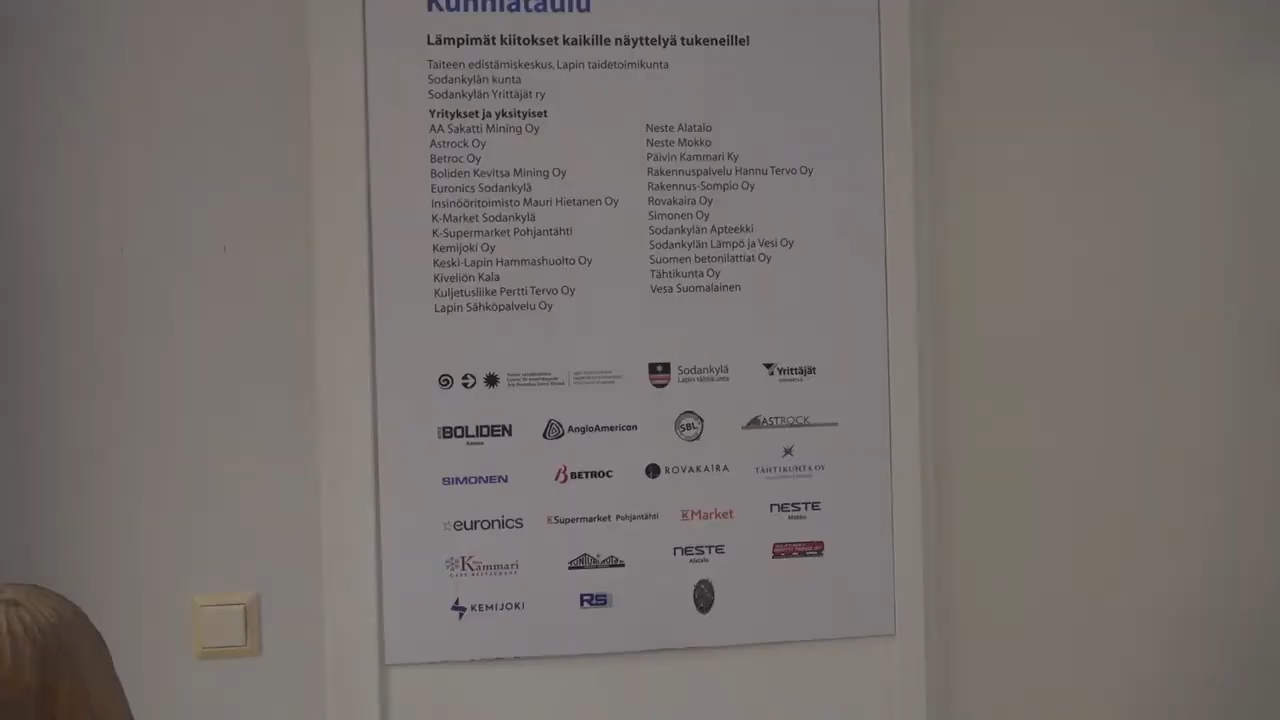 Kunniataulu
Lämpimät kiitokset kaikille näyttelyä tukeneille!
Taiteen edistämiskeskus, Lapin taidetoimikunta
Sodankylän kunta
Sodankylän Yrittäjät ry
Yritykset ja yksityiset
AA Sakatti Mining Oy
Astrock Oy
Betroc Oy
Boliden Kevitsa Mining Oy
Euronics Sodankylä
Insinööritoimisto Mauri Hietanen Oy
K-Market Sodankylä
K-Supermarket Pohjantähti
Kemijoki Oy
Keski-Lapin Hammashuolto Oy
Kiveliön Kala
Kuljetusliike Pertti Tervo Oy
Lapin Sähköpalvelu Oy
Neste Alatalo
Neste Mokko
Päivin Kammari Ky
Rakennuspalvelu Hannu Tervo Oy
Rakennus-Sompio Oy
Rovakaira Oy
Simonen Oy
Sodankylän Apteekki
Sodankylän Lämpö ja Vesi Oy
Suomen betonilattiat Oy
Tähtikunta Oy
Vesa Suomalainen
Sodankylä
Lapin tähtikunta
Yrittäjät
BOLIDEN
Kevitsa
AngloAmerican
SBL
ASTROCK
SIMONEN
BETROC
ROVAKAIRA
TÄHTIKUNTA OY
euronics
K Supermarket Pohjantähti
K Market
NESTE
Mokko
Kammari
CAFE RESTAURANT
NESTE
Alatalo
KEMIJOKI
RS